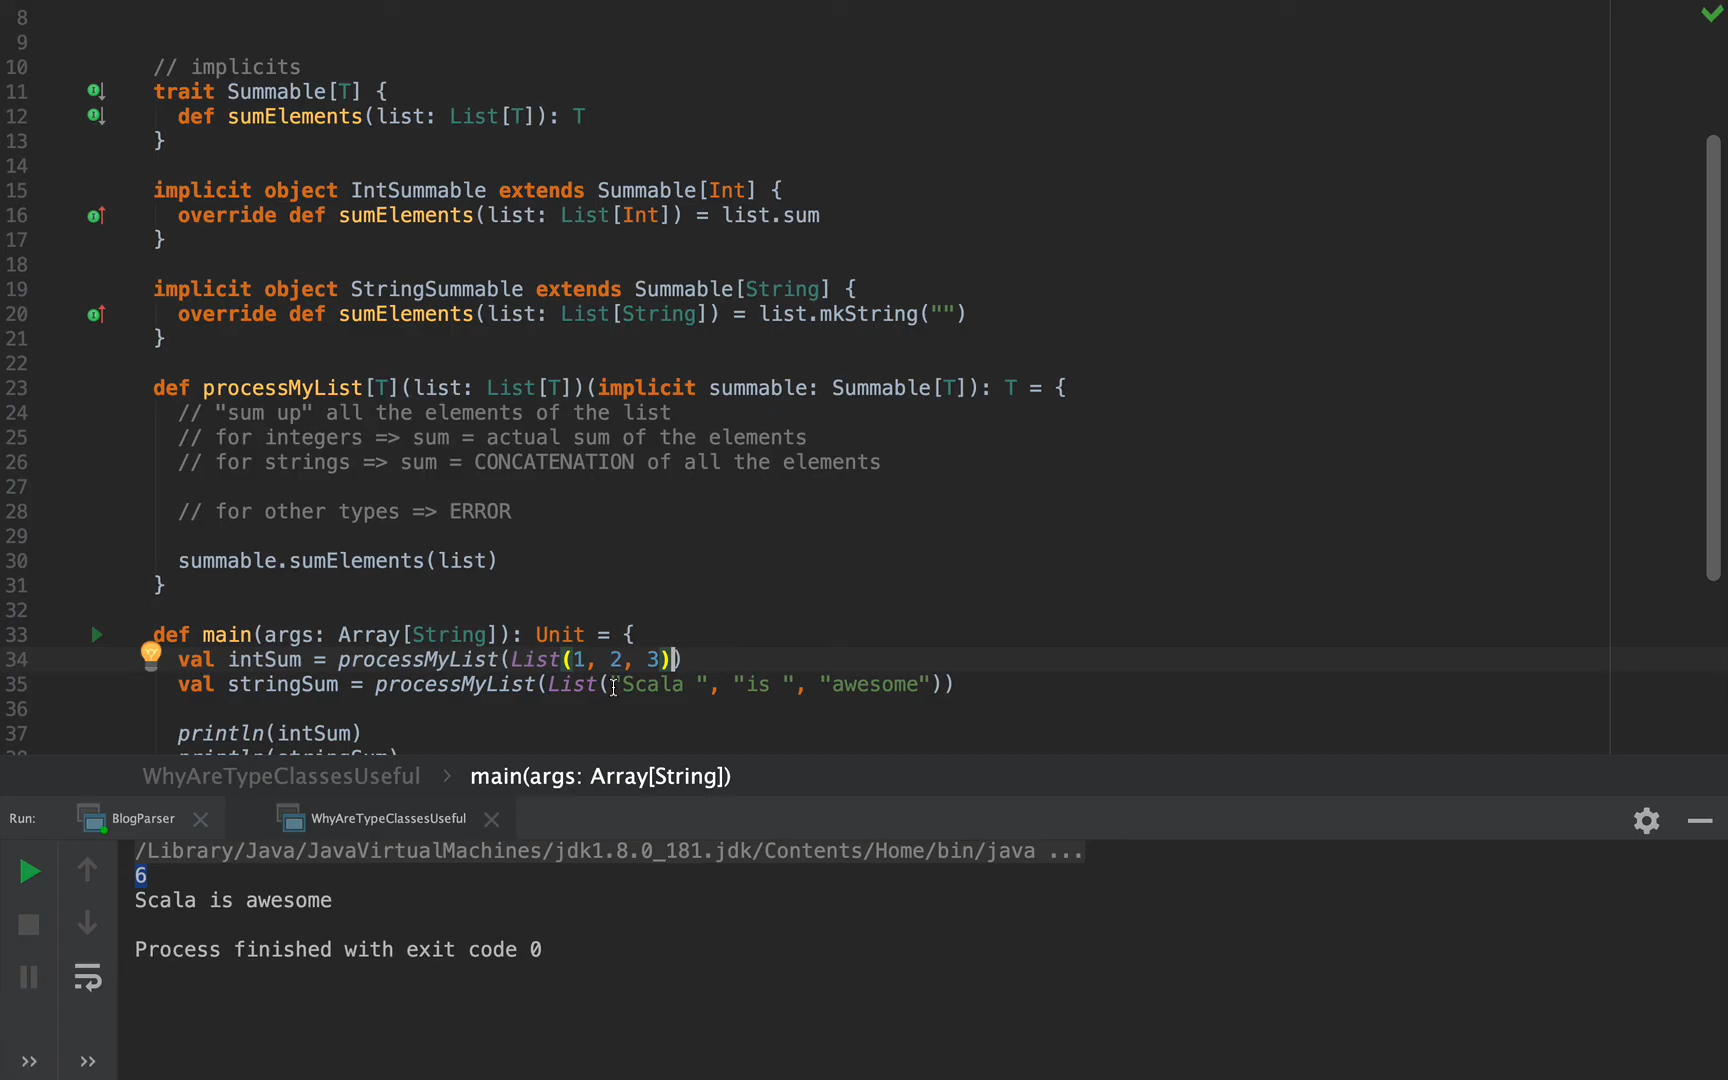 8
9
10 // implicits
11 trait Summable[T] {
12 def sumElements(list: List[T]): T
13 }
14
15 implicit object IntSummable extends Summable[Int] {
16 override def sumElements(list: List[Int]) = list.sum
17 }
18
19 implicit object StringSummable extends Summable[String] {
20 override def sumElements(list: List[String]) = list.mkString("")
21 }
22
23 def processMyList[T](list: List[T])(implicit summable: Summable[T]): T = {
24 // "sum up" all the elements of the list
25 // for integers => sum = actual sum of the elements
26 // for strings => sum = CONCATENATION of all the elements
27
28 // for other types => ERROR
29
30 summable.sumElements(list)
31 }
32
33 def main(args: Array[String]): Unit = {
34 val intSum = processMyList(List(1, 2, 3))
35 val stringSum = processMyList(List("Scala ", "is ", "awesome"))
36
37 println(intSum)
38 println(stringSum)
WhyAreTypeClassesUseful > main(args: Array[String])
Run: BlogParser WhyAreTypeClassesUseful
/Library/Java/JavaVirtualMachines/jdk1.8.0_181.jdk/Contents/Home/bin/java ...
6
Scala is awesome
Process finished with exit code 0